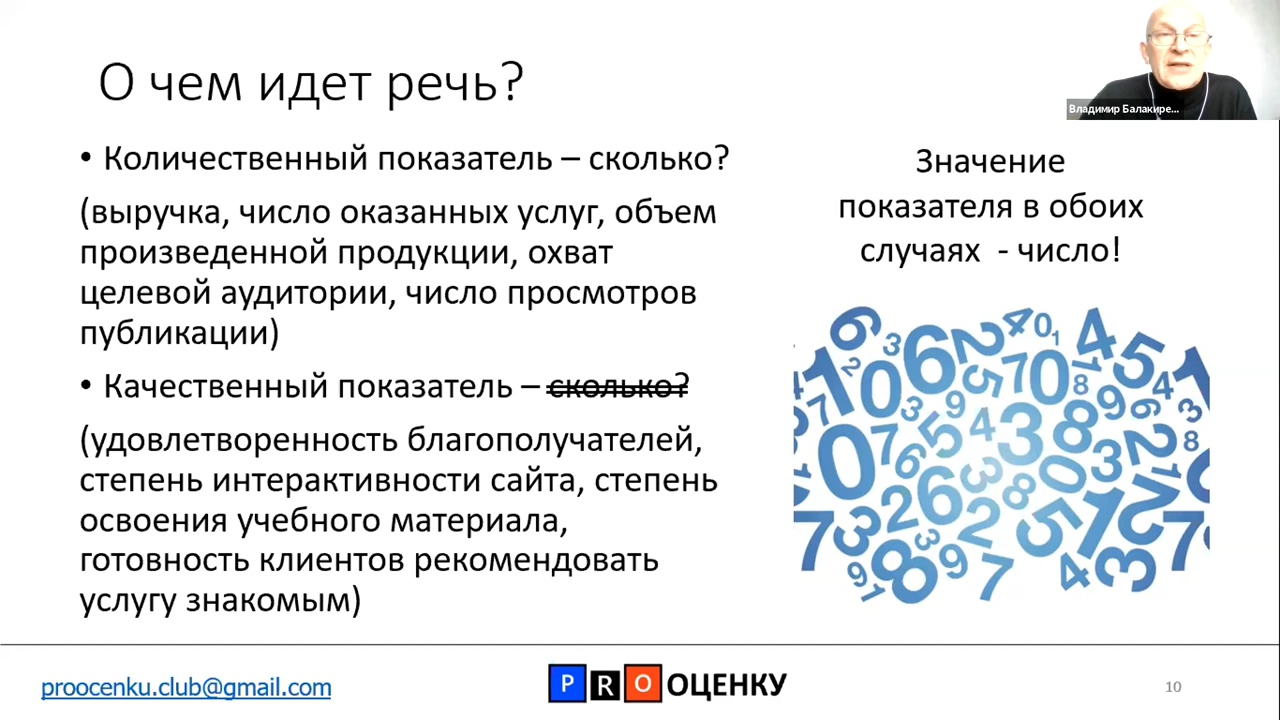 О чем идет речь?
Владимир Балакире...
• Количественный показатель – сколько?
(выручка, число оказанных услуг, объем
произведенной продукции, охват
целевой аудитории, число просмотров
публикации)
• Качественный показатель – сколько?
(удовлетворенность благополучателей,
степень интерактивности сайта, степень
освоения учебного материала,
готовность клиентов рекомендовать
услугу знакомым)
Значение
показателя в обоих
случаях - число!
proocenku.club@gmail.com
PRO ОЦЕНКУ
10